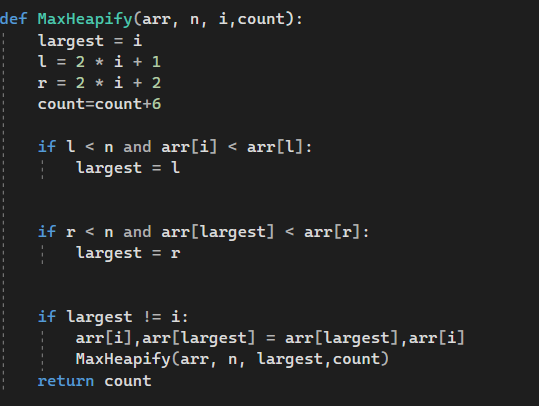 def MaxHeapify(arr, n, i,count):
largest = i
l = 2 * i + 1
r = 2 * i + 2
count=count+6
if l < n and arr[i] < arr[l]:
largest = l
if r < n and arr[largest] < arr[r]:
largest = r
if largest != i:
arr[i],arr[largest] = arr[largest],arr[i]
MaxHeapify(arr, n, largest,count)
return count